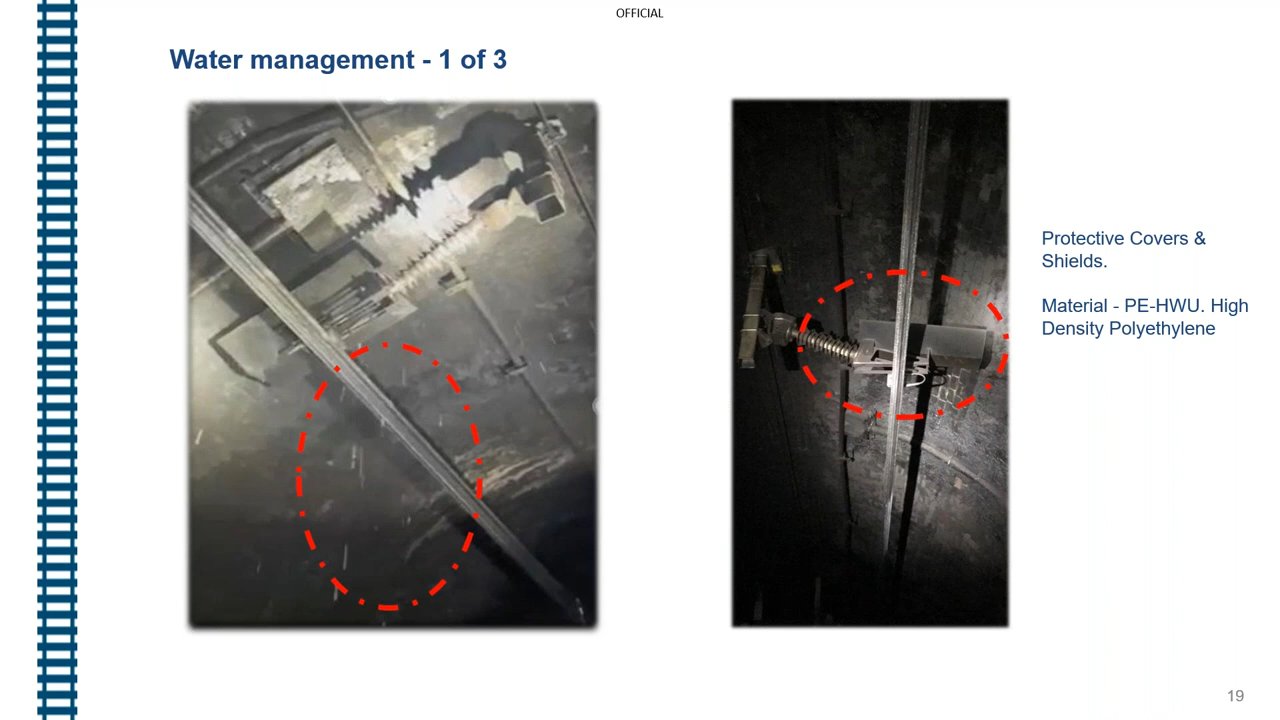 OFFICIAL
Water management - 1 of 3
Protective Covers &
Shields.
Material - PE-HWU. High
Density Polyethylene
19